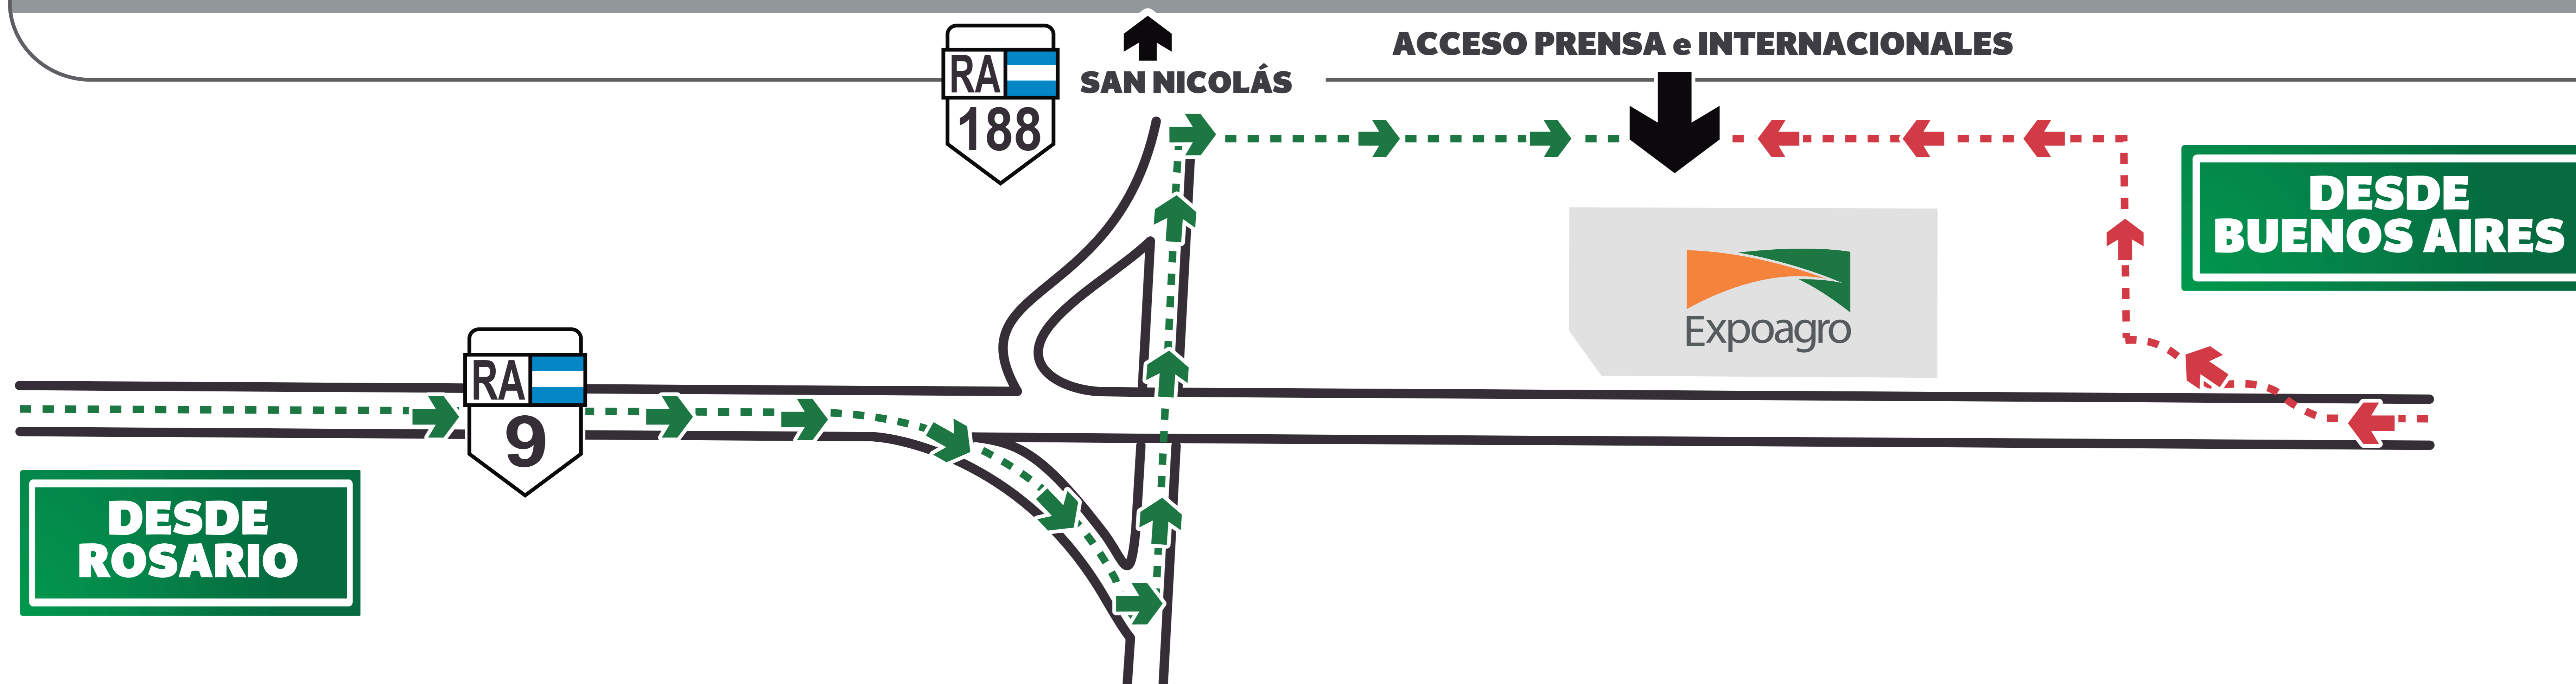 ACCESO PRENSA e INTERNACIONALES
RA
188
SAN NICOLÁS
DESDE
BUENOS AIRES
Expoagro
RA
9
DESDE
ROSARIO